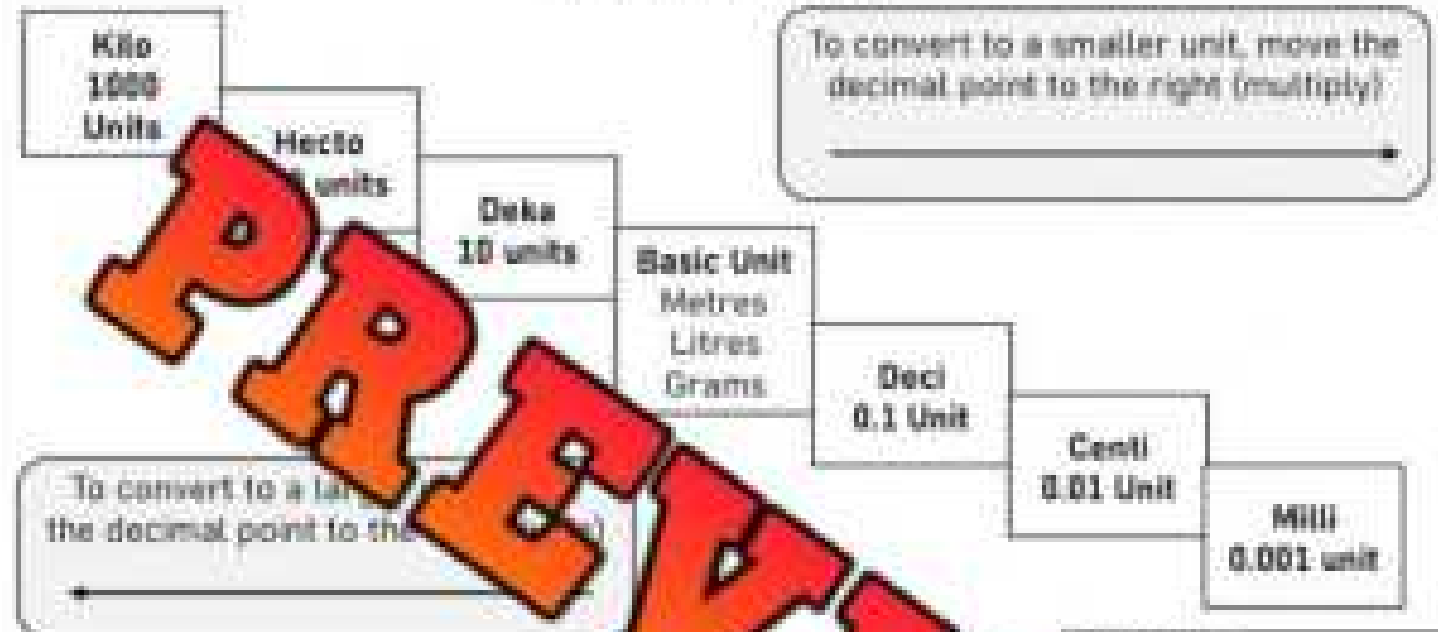 Kilo
1000
Units
Hecto
units
Deka
10 units
Basic Unit
Metres
Litres
Grams
Deci
0.1 Unit
Centi
0.01 Unit
Milli
0.001 unit
To convert to a smaller unit, move the
decimal point to the right (multiply)
To convert to a
the decimal point to the
PREV